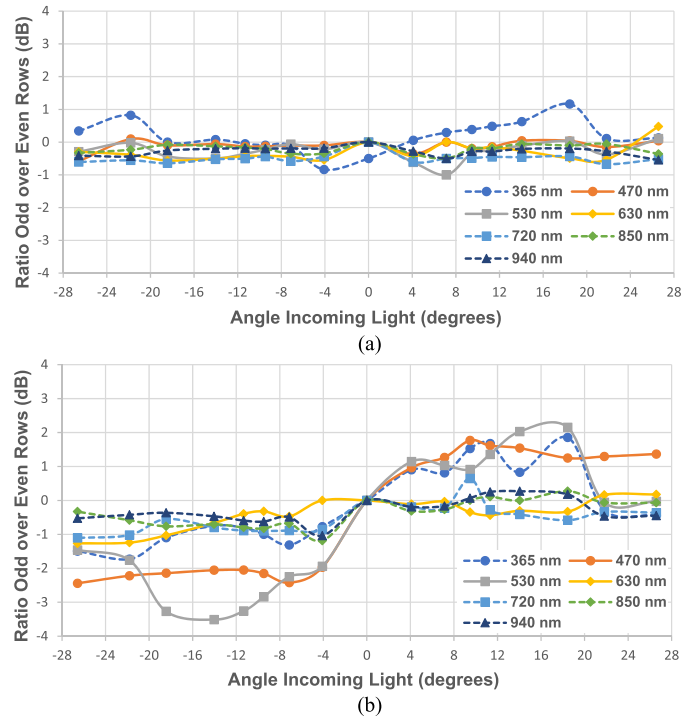 (a)
Ratio Odd over Even Rows (dB)
4
3
2
1
0
-1
-2
-3
-4
365 nm 470 nm
530 nm 630 nm
720 nm 850 nm
940 nm
-28 -24 -20 -16 -12 -8 -4 0 4 8 12 16 20 24 28
Angle Incoming Light (degrees)
(a)
Ratio Odd over Even Rows (dB)
4
3
2
1
0
-1
-2
-3
-4
365 nm 470 nm
530 nm 630 nm
720 nm 850 nm
940 nm
-28 -24 -20 -16 -12 -8 -4 0 4 8 12 16 20 24 28
Angle Incoming Light (degrees)
(b)